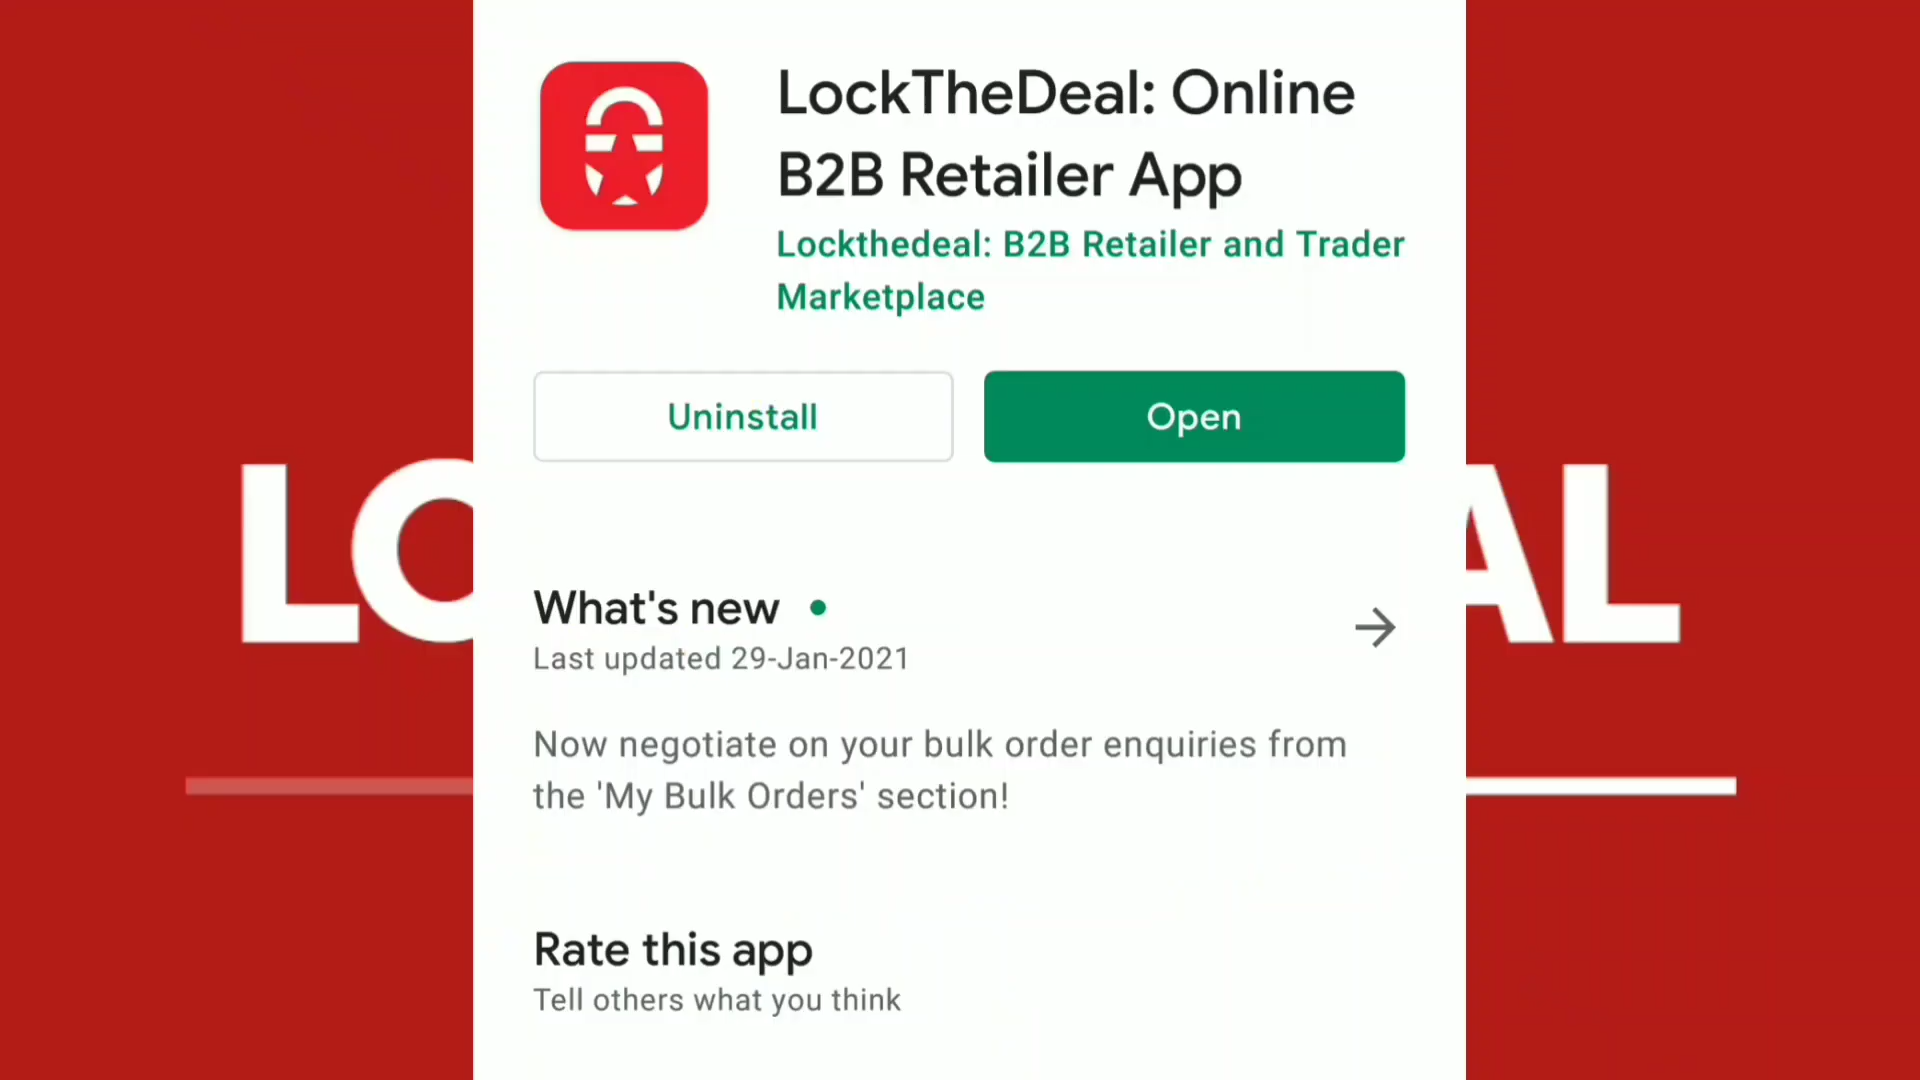 LockTheDeal: Online
B2B Retailer App
Lockthedeal: B2B Retailer and Trader
Marketplace
Uninstall
Open
LO
AL
What's new
Last updated 29-Jan-2021
Now negotiate on your bulk order enquiries from
the 'My Bulk Orders' section!
Rate this app
Tell others what you think